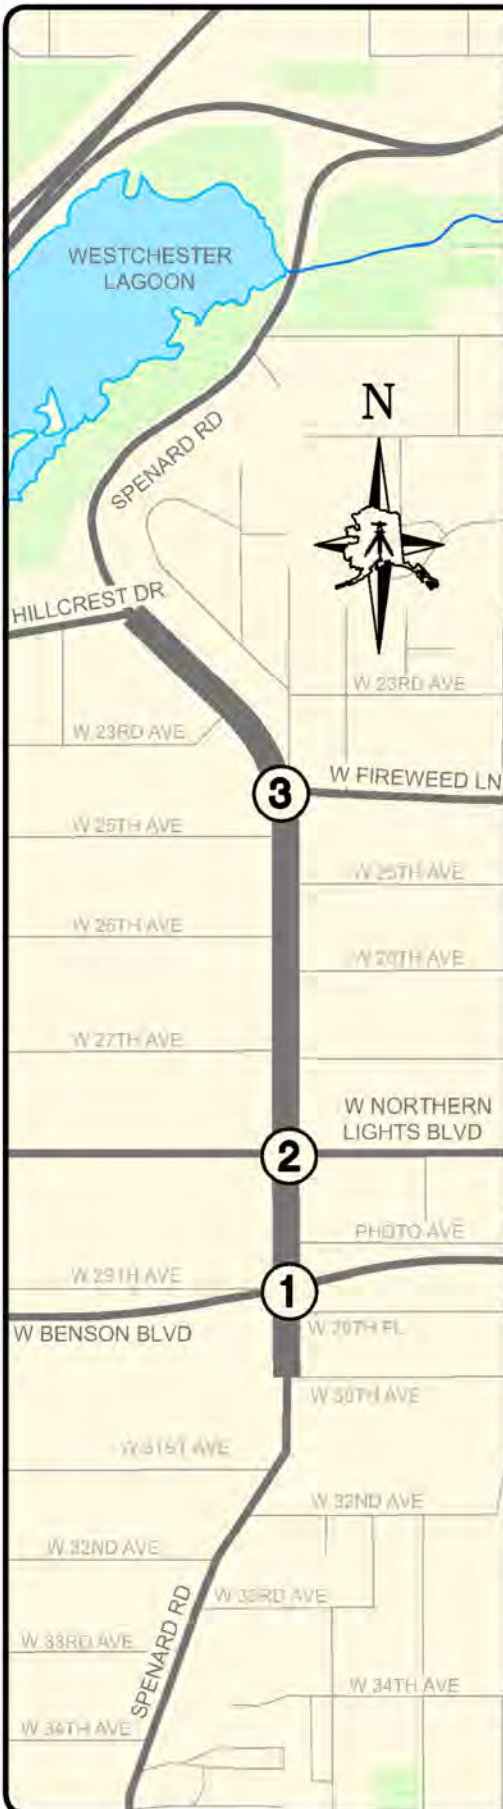 WESTCHESTER
LAGOON
N
SPENARD RD
HILLCREST DR
W 23RD AVE
W 23RD AVE
W FIREWEED LN
3
W 25TH AVE
W 25TH AVE
W 26TH AVE
W 26TH AVE
W 27TH AVE
W NORTHERN
LIGHTS BLVD
2
PHOTO AVE
W 29TH AVE
1
W BENSON BLVD
W 29TH PL
W 30TH AVE
W 31ST AVE
W 32ND AVE
W 32ND AVE
W 33RD AVE
SPENARD RD
W 33RD AVE
W 34TH AVE
W 34TH AVE